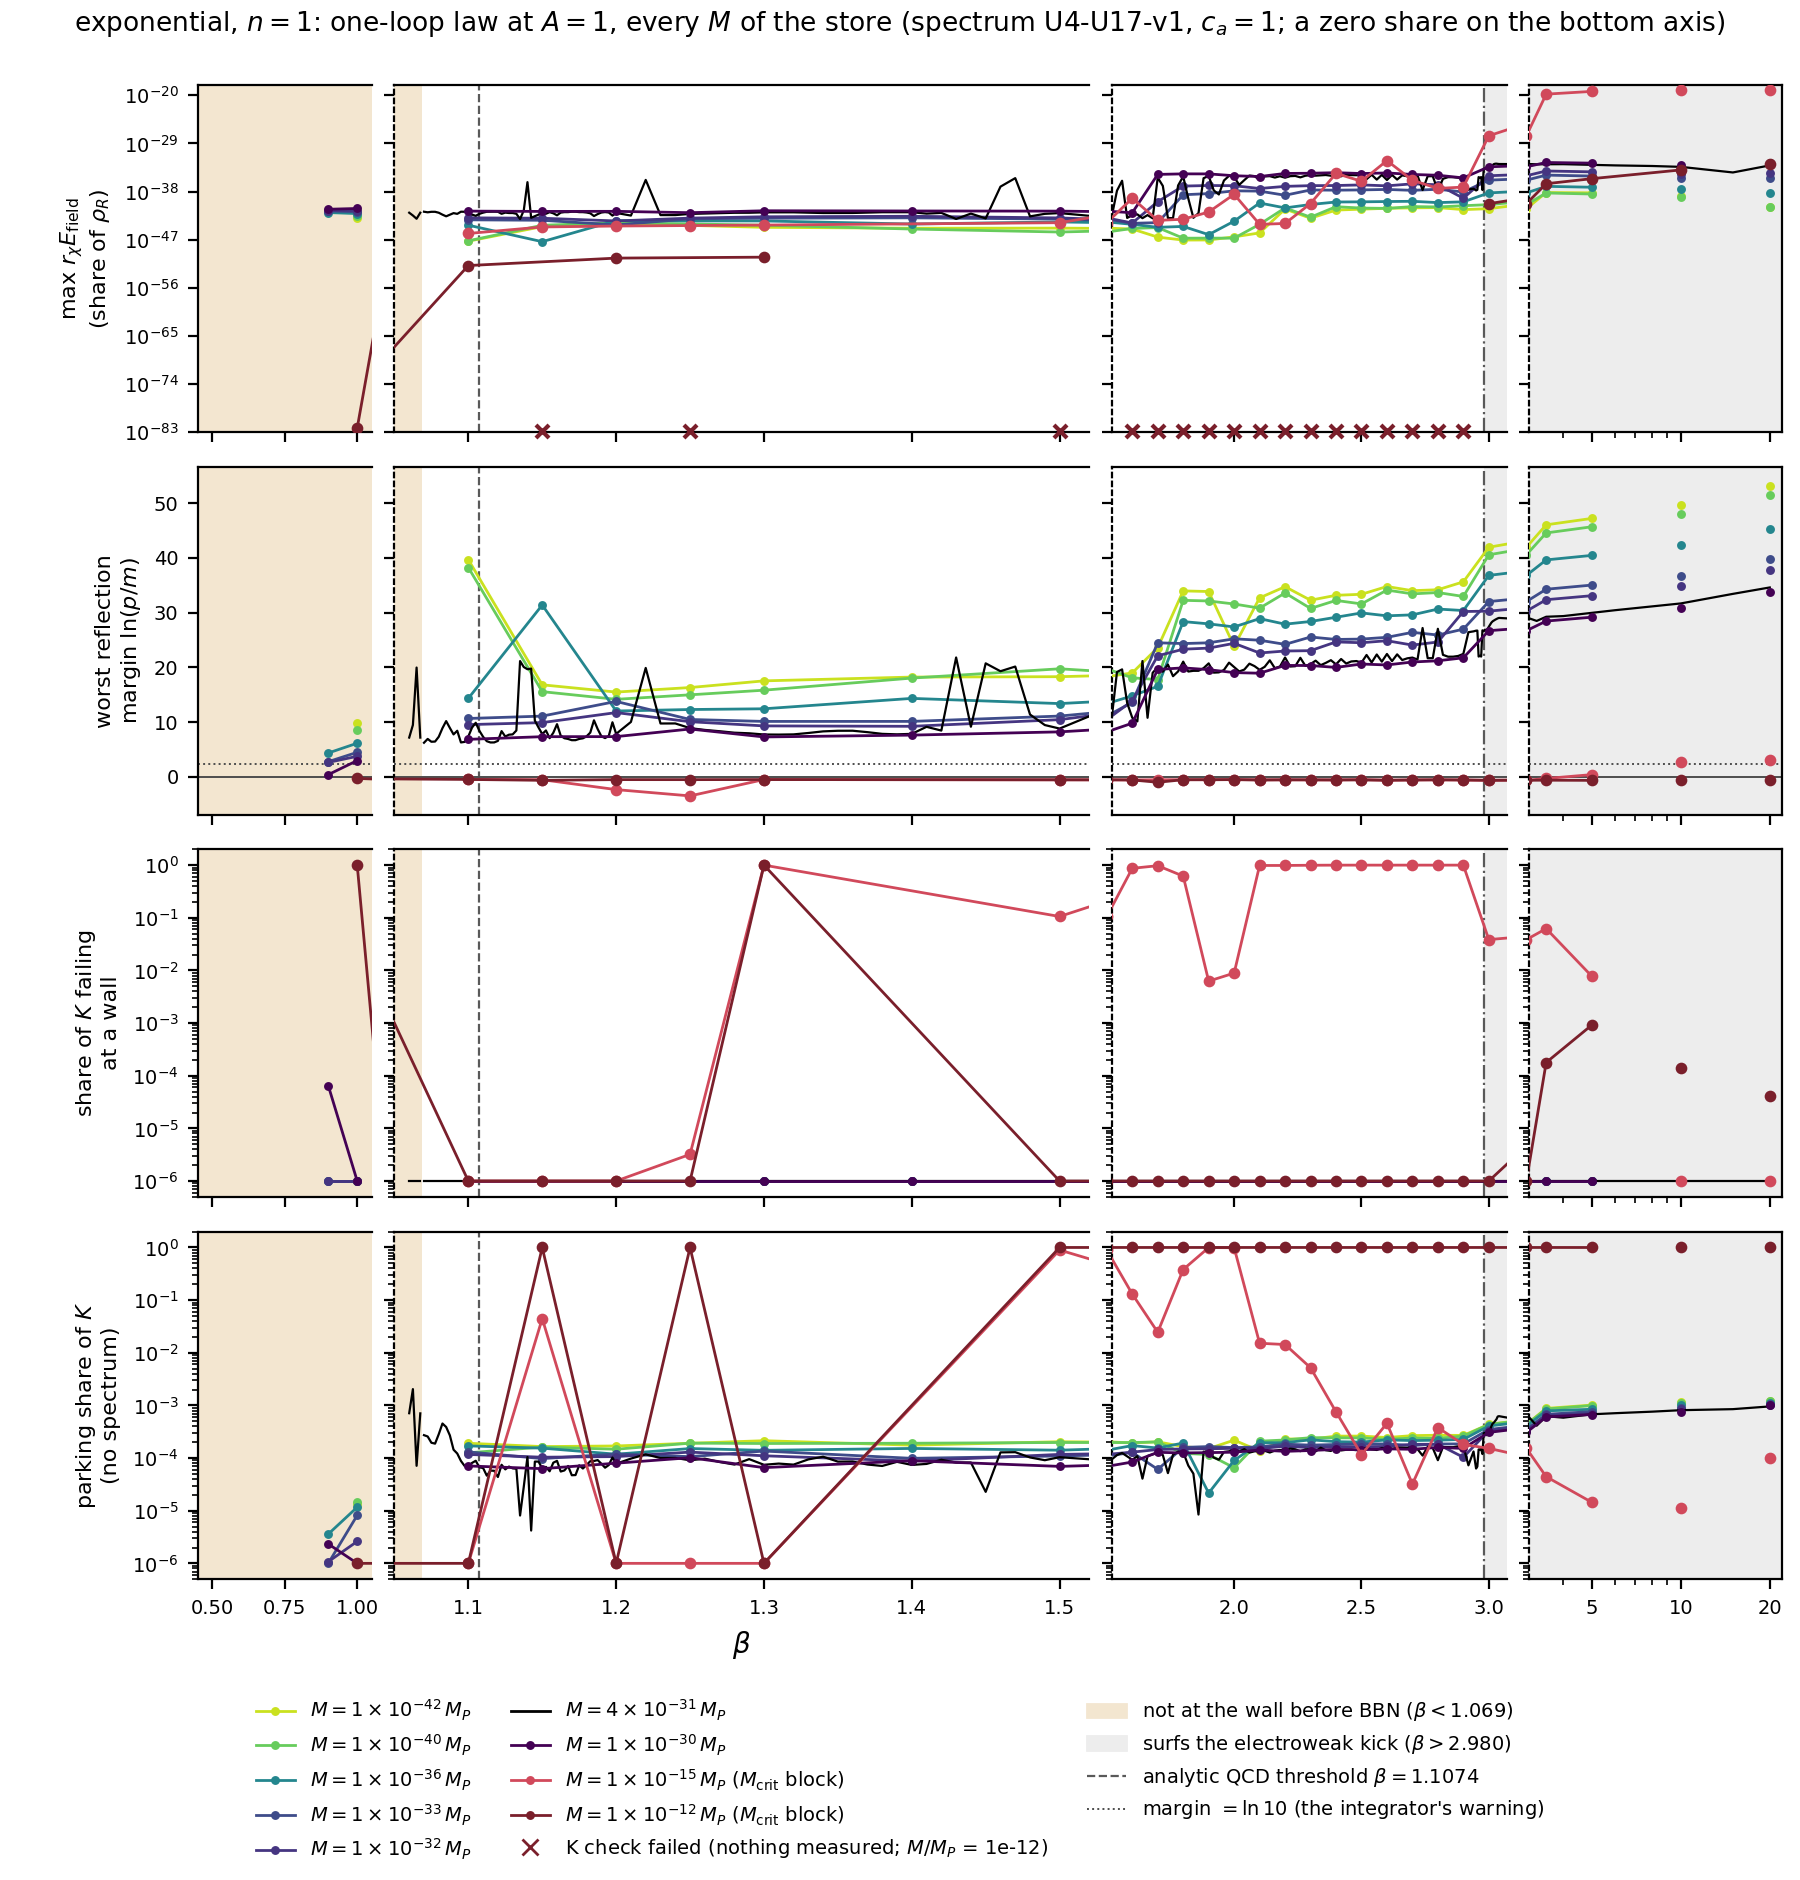 exponential, n = 1: one-loop law at A = 1, every M of the store (spectrum U4-U17-v1, cₐ = 1; a zero share on the bottom axis)
max r_χ E_field
(share of ρ_R)
10⁻²⁰
10⁻²⁹
10⁻³⁸
10⁻⁴⁷
10⁻⁵⁶
10⁻⁶⁵
10⁻⁷⁴
10⁻⁸³
worst reflection
margin ln(p/m)
50
40
30
20
10
0
share of K failing
at a wall
10⁰
10⁻¹
10⁻²
10⁻³
10⁻⁴
10⁻⁵
10⁻⁶
parking share of K
(no spectrum)
10⁰
10⁻¹
10⁻²
10⁻³
10⁻⁴
10⁻⁵
10⁻⁶
0.50 0.75 1.00 1.1 1.2 1.3 1.4 1.5 2.0 2.5 3.0 5 10 20
β
M = 1 × 10⁻⁴² M_P
M = 1 × 10⁻⁴⁰ M_P
M = 1 × 10⁻³⁶ M_P
M = 1 × 10⁻³³ M_P
M = 1 × 10⁻³² M_P
M = 4 × 10⁻³¹ M_P
M = 1 × 10⁻³⁰ M_P
M = 1 × 10⁻¹⁵ M_P (M_crit block)
M = 1 × 10⁻¹² M_P (M_crit block)
K check failed (nothing measured; M/M_P = 1e-12)
not at the wall before BBN (β < 1.069)
surfs the electroweak kick (β > 2.980)
analytic QCD threshold β = 1.1074
margin = ln 10 (the integrator's warning)